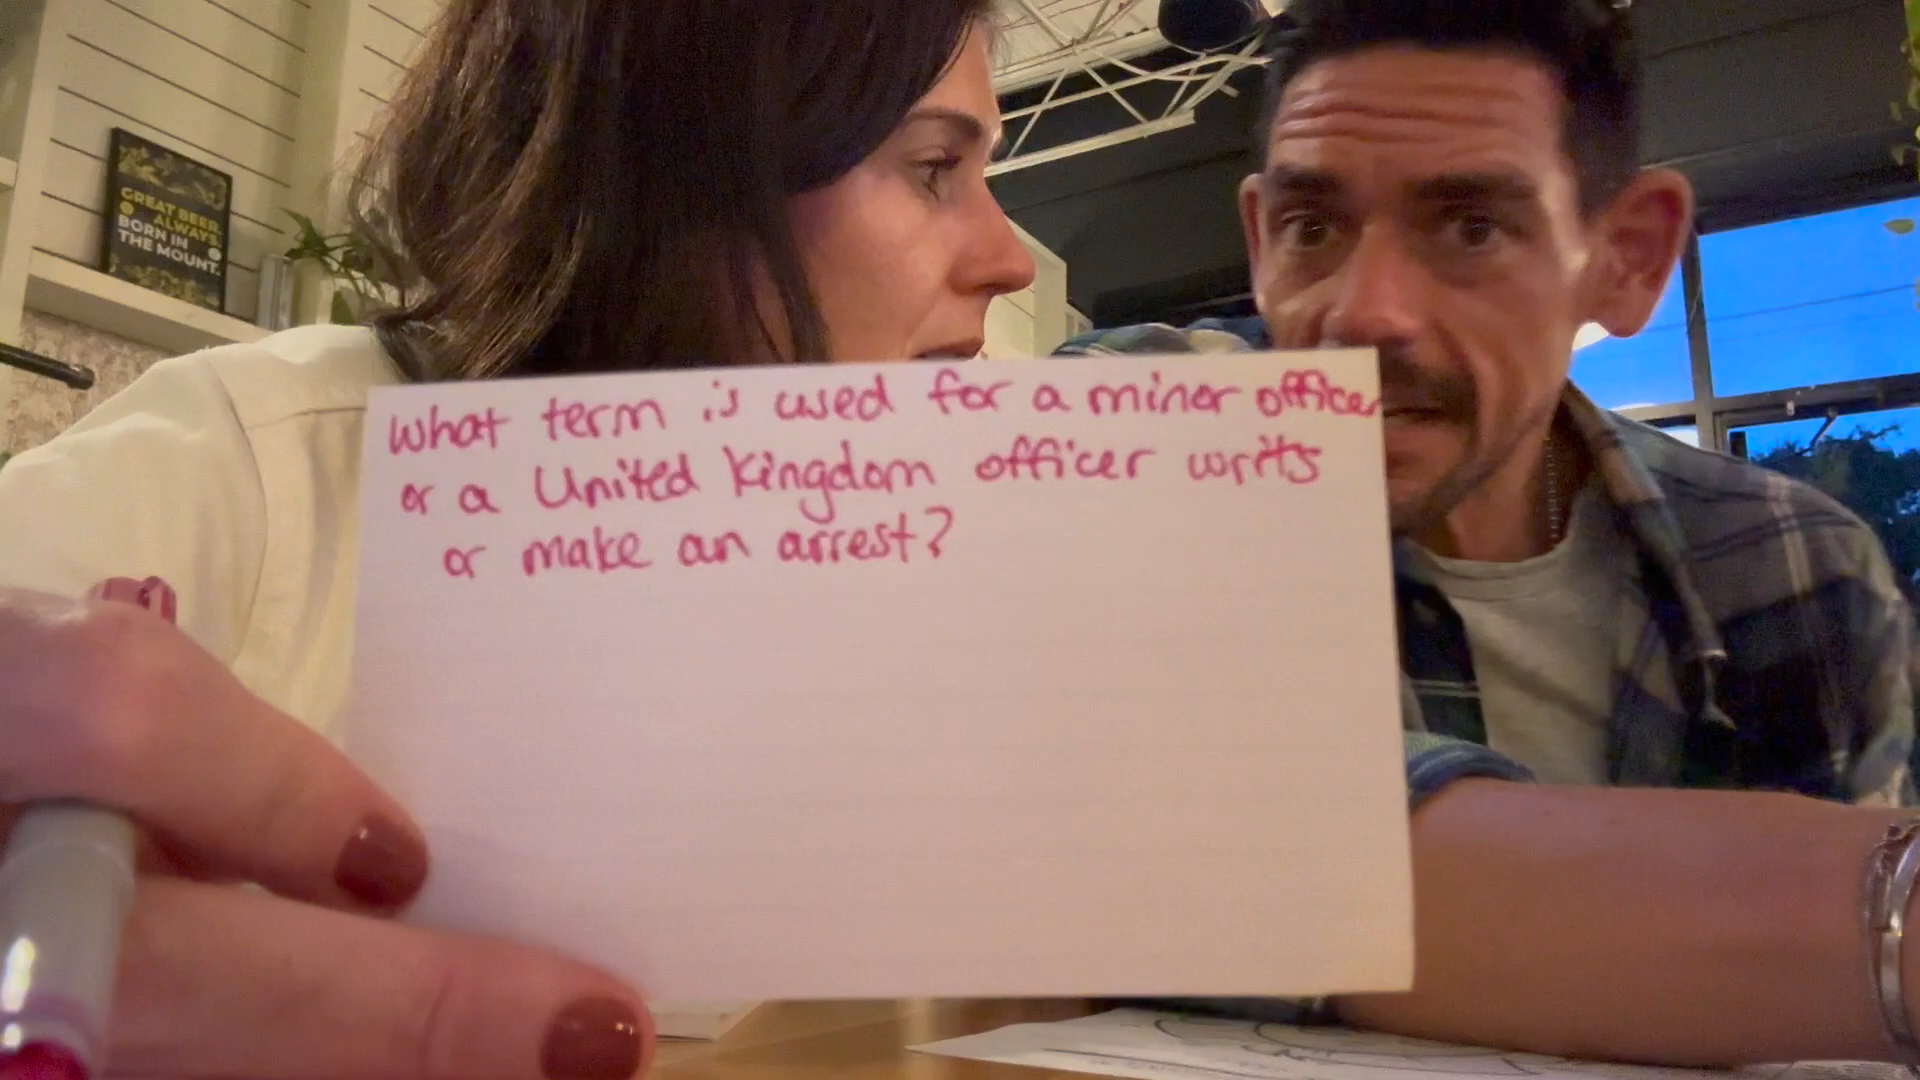 GREAT BEER.
ALWAYS.
BORN IN
THE MOUNT.
What term is used for a minor officer
or a United Kingdom officer writs
or make an arrest?